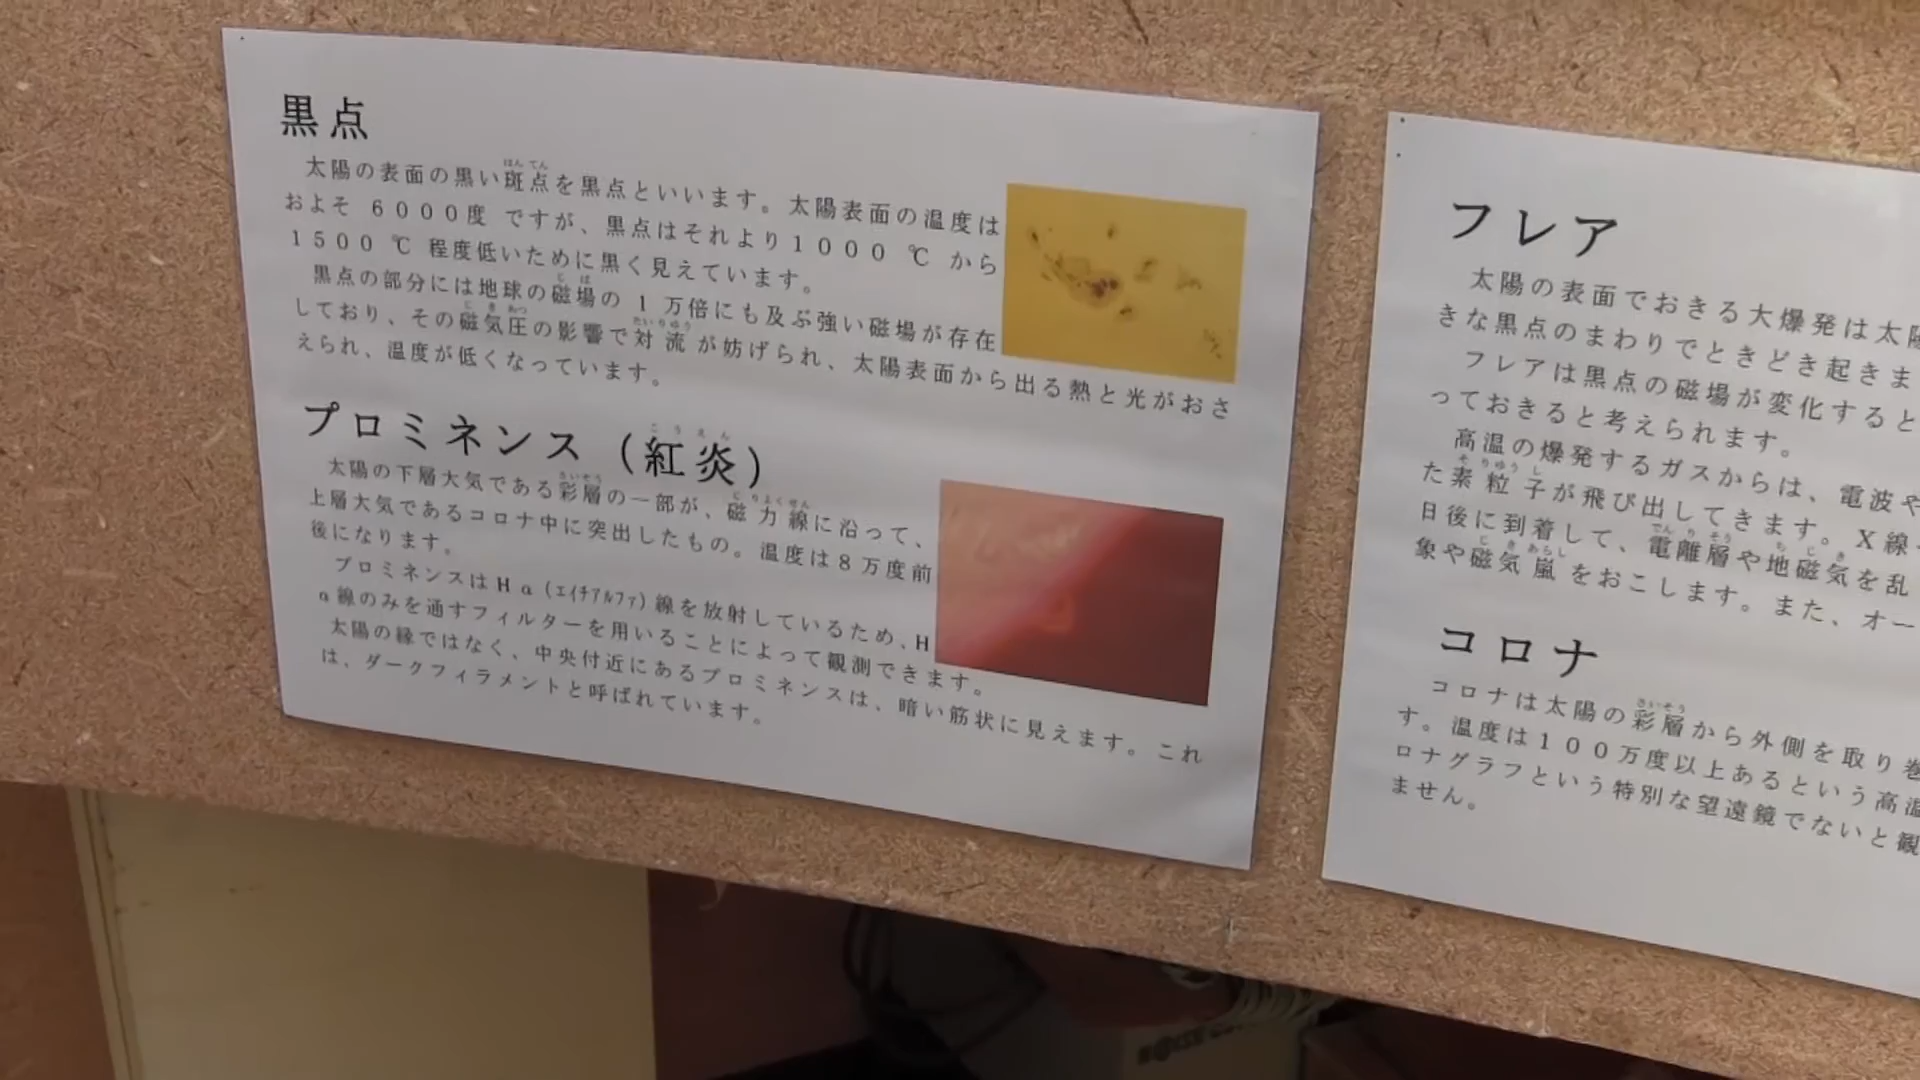 黒点
太陽の表面の黒い斑点を黒点といいます。太陽表面の温度は
およそ 6000度 ですが、黒点はそれより1000 ℃ から
1500 ℃ 程度低いために黒く見えています。
黒点の部分には地球の磁場の 1 万倍にも及ぶ強い磁場が存在
しており、その磁気圧の影響で対流が妨げられ、太陽表面から出る熱と光がおさ
えられ、温度が低くなっています。
プロミネンス（紅炎）
太陽の下層大気である彩層の一部が、磁力線に沿って、
上層大気であるコロナ中に突出したもの。温度は8万度前
後になります。
プロミネンスはHα(ｴｲﾁｱﾙﾌｧ)線を放射しているため、H
α線のみを通すフィルターを用いることによって観測できます。
太陽の縁ではなく、中央付近にあるプロミネンスは、暗い筋状に見えます。これ
は、ダークフィラメントと呼ばれています。
フレア
太陽の表面でおきる大爆発は太陽
きな黒点のまわりでときどき起きま
フレアは黒点の磁場が変化すると
っておきると考えられます。
高温の爆発するガスからは、電波や
た素粒子が飛び出してきます。X線
日後に到着して、電離層や地磁気を乱
象や磁気嵐をおこします。また、オー
コロナ
コロナは太陽の彩層から外側を取り巻
す。温度は100万度以上あるという高温
ロナグラフという特別な望遠鏡でないと観
ません。